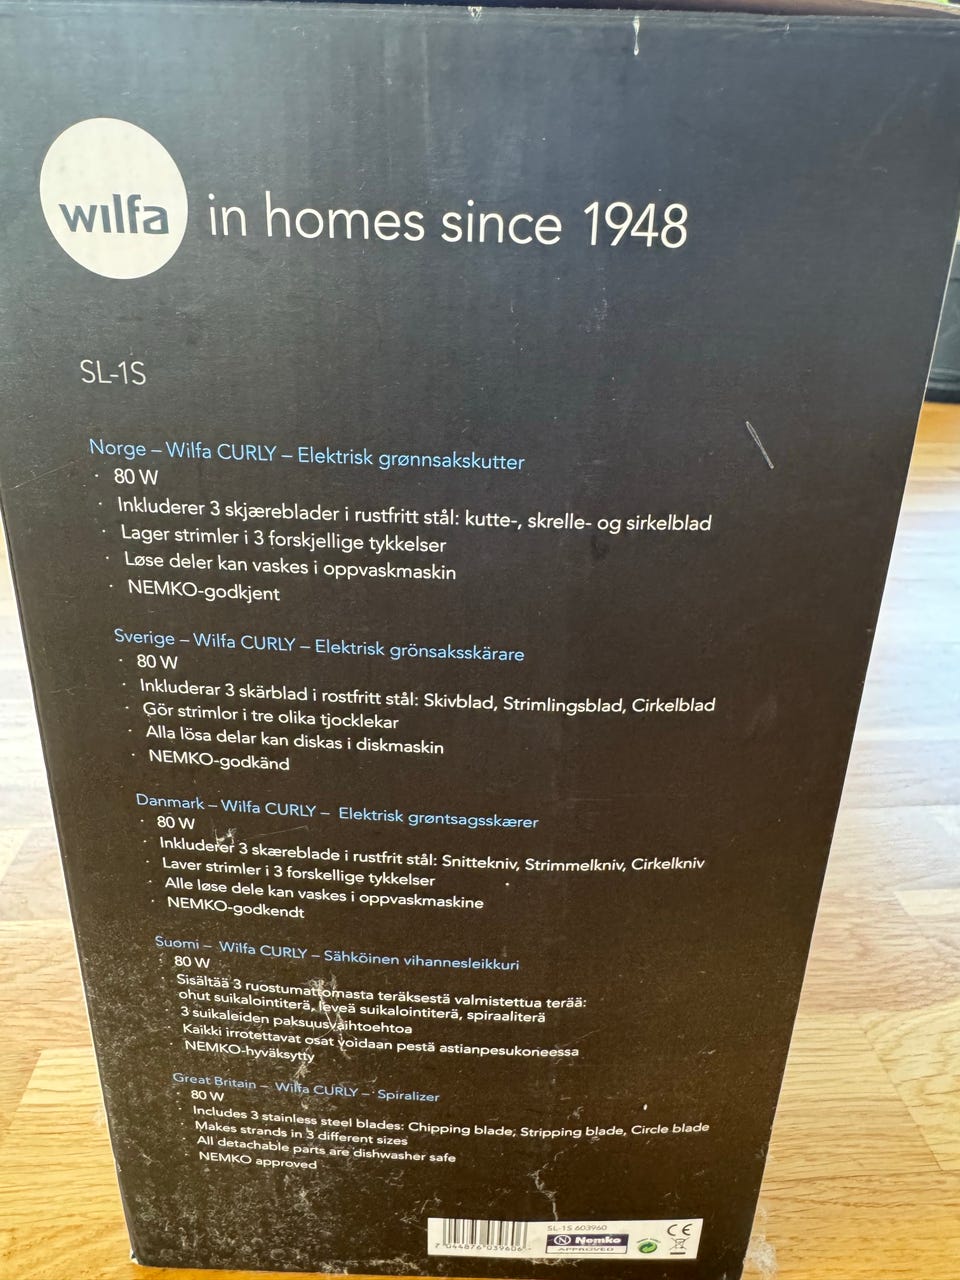 wilfa in homes since 1948
SL-1S
Norge – Wilfa CURLY – Elektrisk grønnsakskutter
· 80 W
· Inkluderer 3 skjæreblader i rustfritt stål: kutte-, skrelle- og sirkelblad
· Lager strimler i 3 forskjellige tykkelser
· Løse deler kan vaskes i oppvaskmaskin
· NEMKO-godkjent
Sverige – Wilfa CURLY – Elektrisk grönsaksskärare
· 80 W
· Inkluderar 3 skärblad i rostfritt stål: Skivblad, Strimlingsblad, Cirkelblad
· Gör strimlor i tre olika tjocklekar
· Alla lösa delar kan diskas i diskmaskin
· NEMKO-godkänd
Danmark – Wilfa CURLY – Elektrisk grøntsagsskærer
· 80 W
· Inkluderer 3 skæreblade i rustfrit stål: Snittekniv, Strimmelkniv, Cirkelkniv
· Laver strimler i 3 forskellige tykkelser
· Alle løse dele kan vaskes i oppvaskmaskine
· NEMKO-godkendt
Suomi – Wilfa CURLY – Sähköinen vihannesleikkuri
· 80 W
· Sisältää 3 ruostumattomasta teräksestä valmistettua terää:
ohut suikalointiterä, leveä suikalointiterä, spiraaliterä
· 3 suikaleiden paksuusvaihtoehtoa
· Kaikki irrotettavat osat voidaan pestä astianpesukoneessa
· NEMKO-hyväksytty
Great Britain – Wilfa CURLY – Spiralizer
· 80 W
· Includes 3 stainless steel blades: Chipping blade, Stripping blade, Circle blade
· Makes strands in 3 different sizes
· All detachable parts are dishwasher safe
· NEMKO approved
SL-1S 603960
N Nemko
APPROVED
CE
7 044876 039606